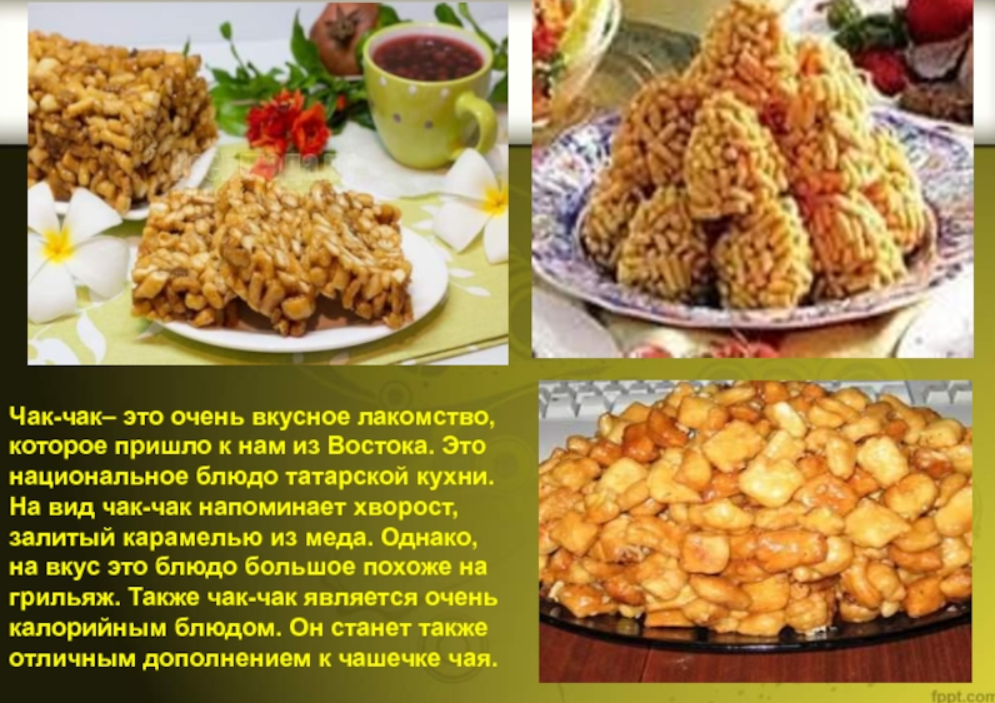 Чак-чак– это очень вкусное лакомство,
которое пришло к нам из Востока. Это
национальное блюдо татарской кухни.
На вид чак-чак напоминает хворост,
залитый карамелью из меда. Однако,
на вкус это блюдо большое похоже на
грильяж. Также чак-чак является очень
калорийным блюдом. Он станет также
отличным дополнением к чашечке чая.
fppt.com